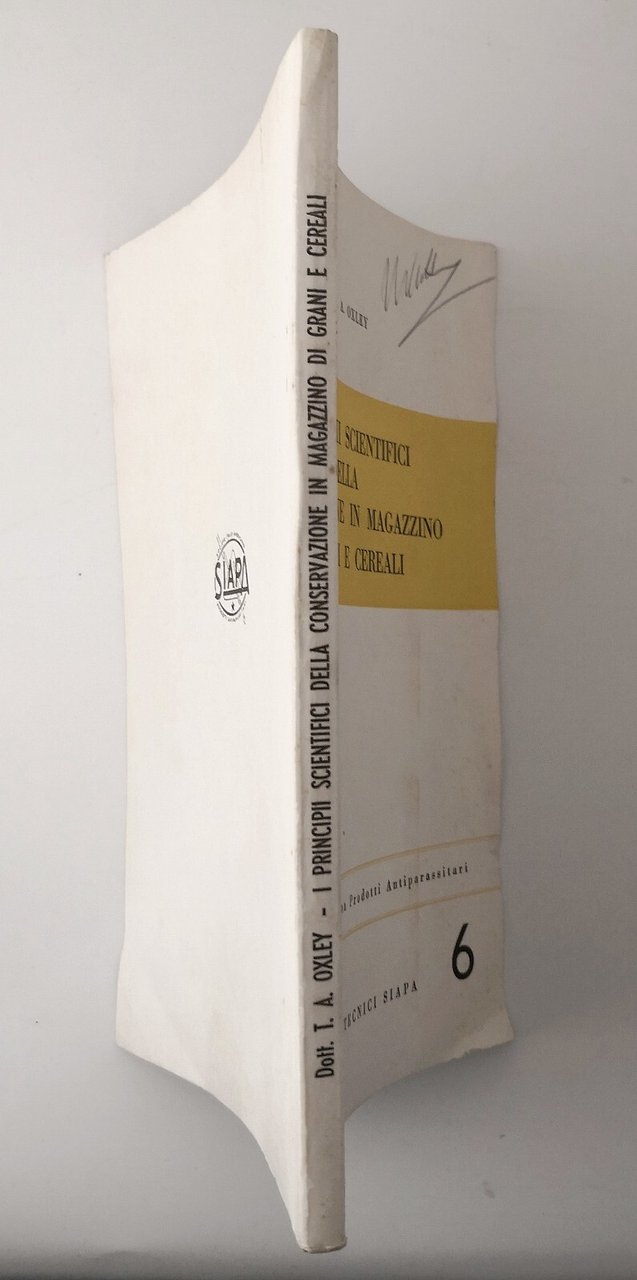 Dott. T. A. OXLEY - I PRINCIPII SCIENTIFICI DELLA CONSERVAZIONE IN MAGAZZINO DI GRANI E CEREALI
SIAPA
A. OXLEY
SCIENTIFICI
IN MAGAZZINO
E CEREALI
Prodotti Antiparassitari
TECNICI SIAPA
6